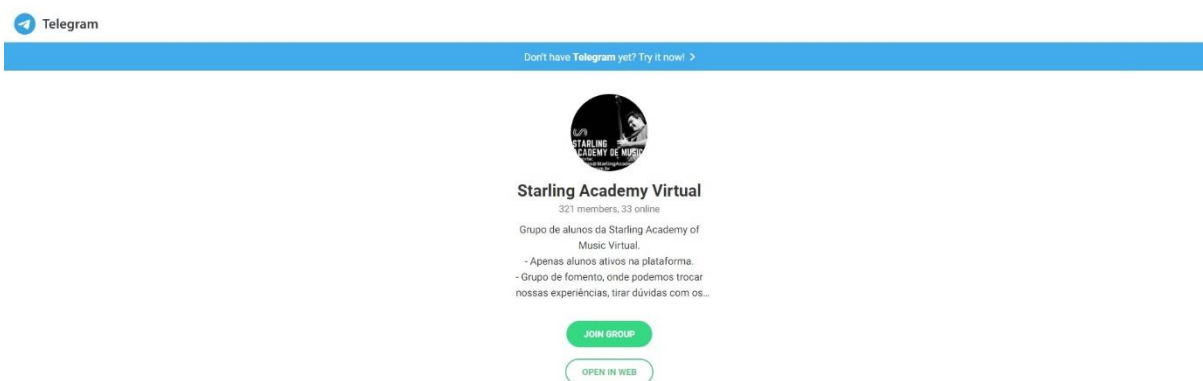 Telegram
Don't have Telegram yet? Try it now! >
STARLING
ACADEMY DE MUSIC
Starling Academy Virtual
321 members, 33 online
Grupo de alunos da Starling Academy of
Music Virtual.
- Apenas alunos ativos na plataforma.
- Grupo de fomento, onde podemos trocar
nossas experiências, tirar dúvidas com os...
JOIN GROUP
OPEN IN WEB